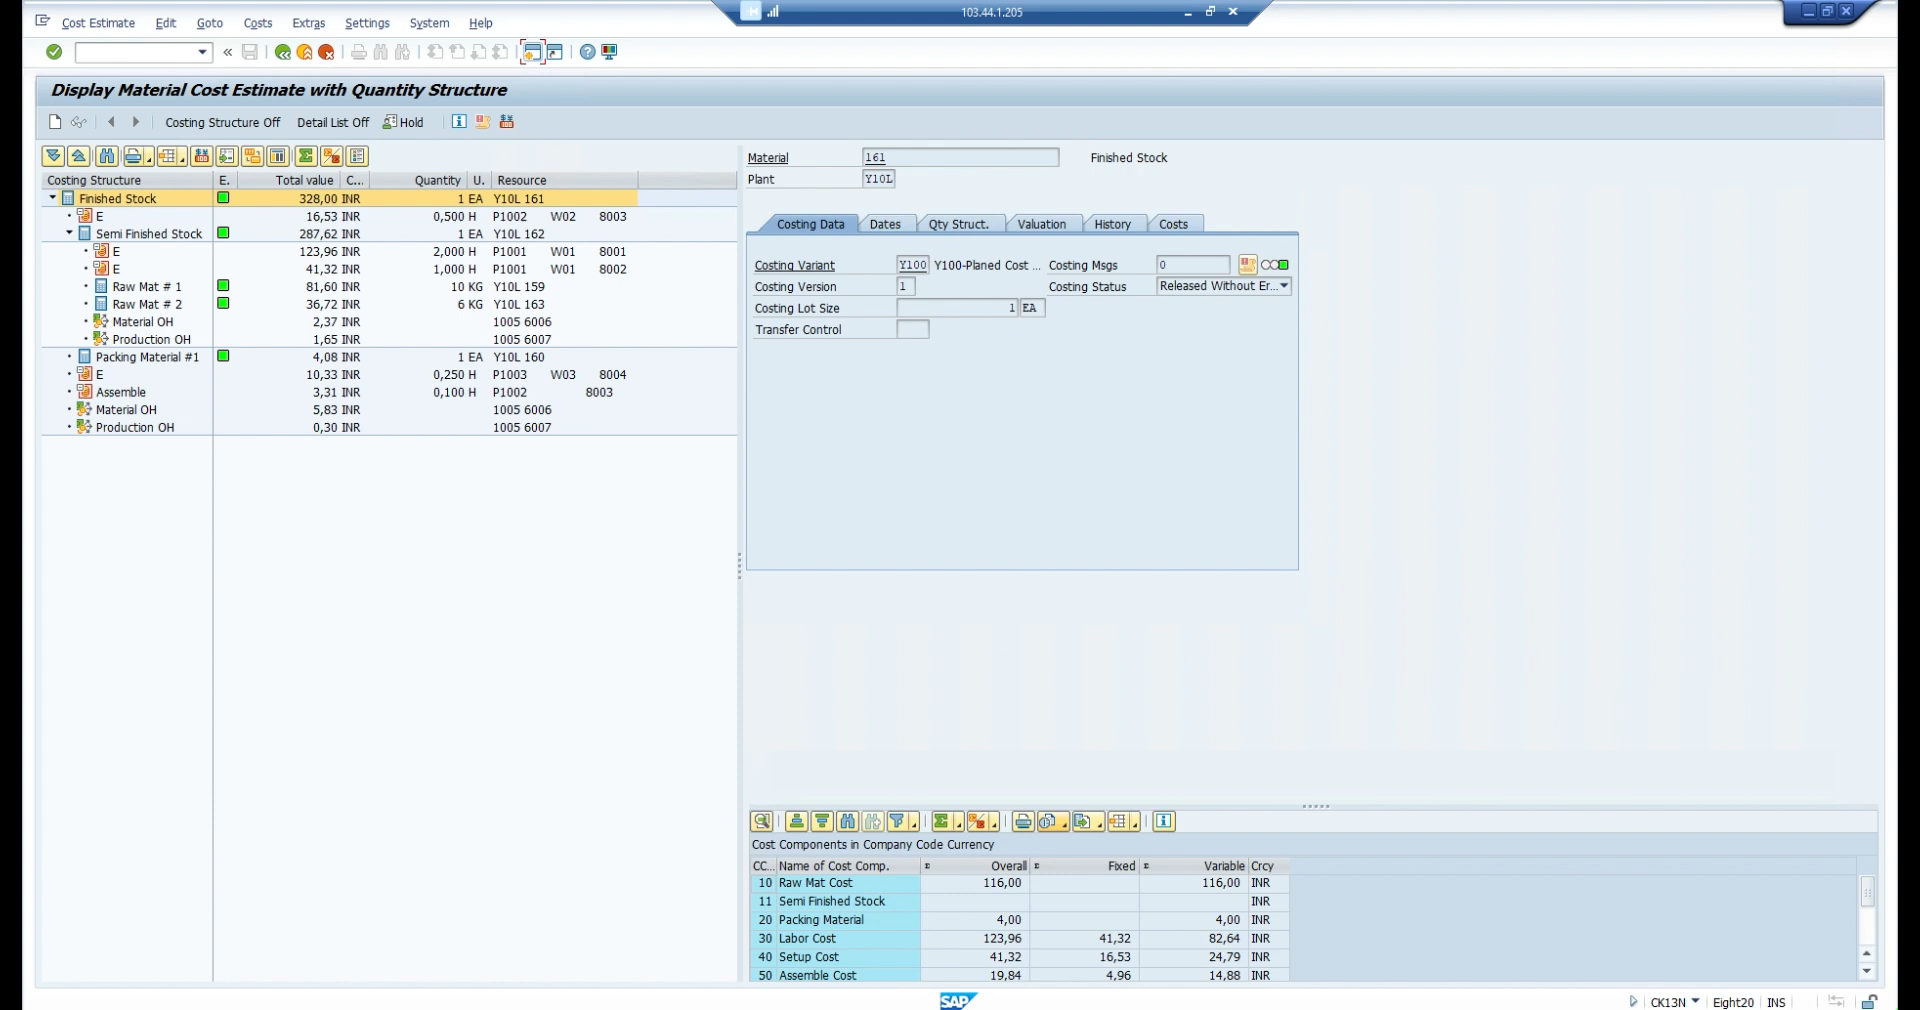 103.44.1.205
Cost Estimate Edit Goto Costs Extras Settings System Help
Display Material Cost Estimate with Quantity Structure
Costing Structure Off Detail List Off Hold
Costing Structure E. Total value C... Quantity U. Resource
Finished Stock 328,00 INR 1 EA Y10L 161
E 16,53 INR 0,500 H P1002 W02 8003
Semi Finished Stock 287,62 INR 1 EA Y10L 162
E 123,96 INR 2,000 H P1001 W01 8001
E 41,32 INR 1,000 H P1001 W01 8002
Raw Mat # 1 81,60 INR 10 KG Y10L 159
Raw Mat # 2 36,72 INR 6 KG Y10L 163
Material OH 2,37 INR 1005 6006
Production OH 1,65 INR 1005 6007
Packing Material #1 4,08 INR 1 EA Y10L 160
E 10,33 INR 0,250 H P1003 W03 8004
Assemble 3,31 INR 0,100 H P1002 8003
Material OH 5,83 INR 1005 6006
Production OH 0,30 INR 1005 6007
Material 161 Finished Stock
Plant Y10L
Costing Data Dates Qty Struct. Valuation History Costs
Costing Variant Y100 Y100-Planed Cost ... Costing Msgs 0
Costing Version 1 Costing Status Released Without Er...
Costing Lot Size 1 EA
Transfer Control
Cost Components in Company Code Currency
CC... Name of Cost Comp. Overall Fixed Variable Crcy
10 Raw Mat Cost 116,00 116,00 INR
11 Semi Finished Stock INR
20 Packing Material 4,00 4,00 INR
30 Labor Cost 123,96 41,32 82,64 INR
40 Setup Cost 41,32 16,53 24,79 INR
50 Assemble Cost 19,84 4,96 14,88 INR
SAP CK13N Eight20 INS